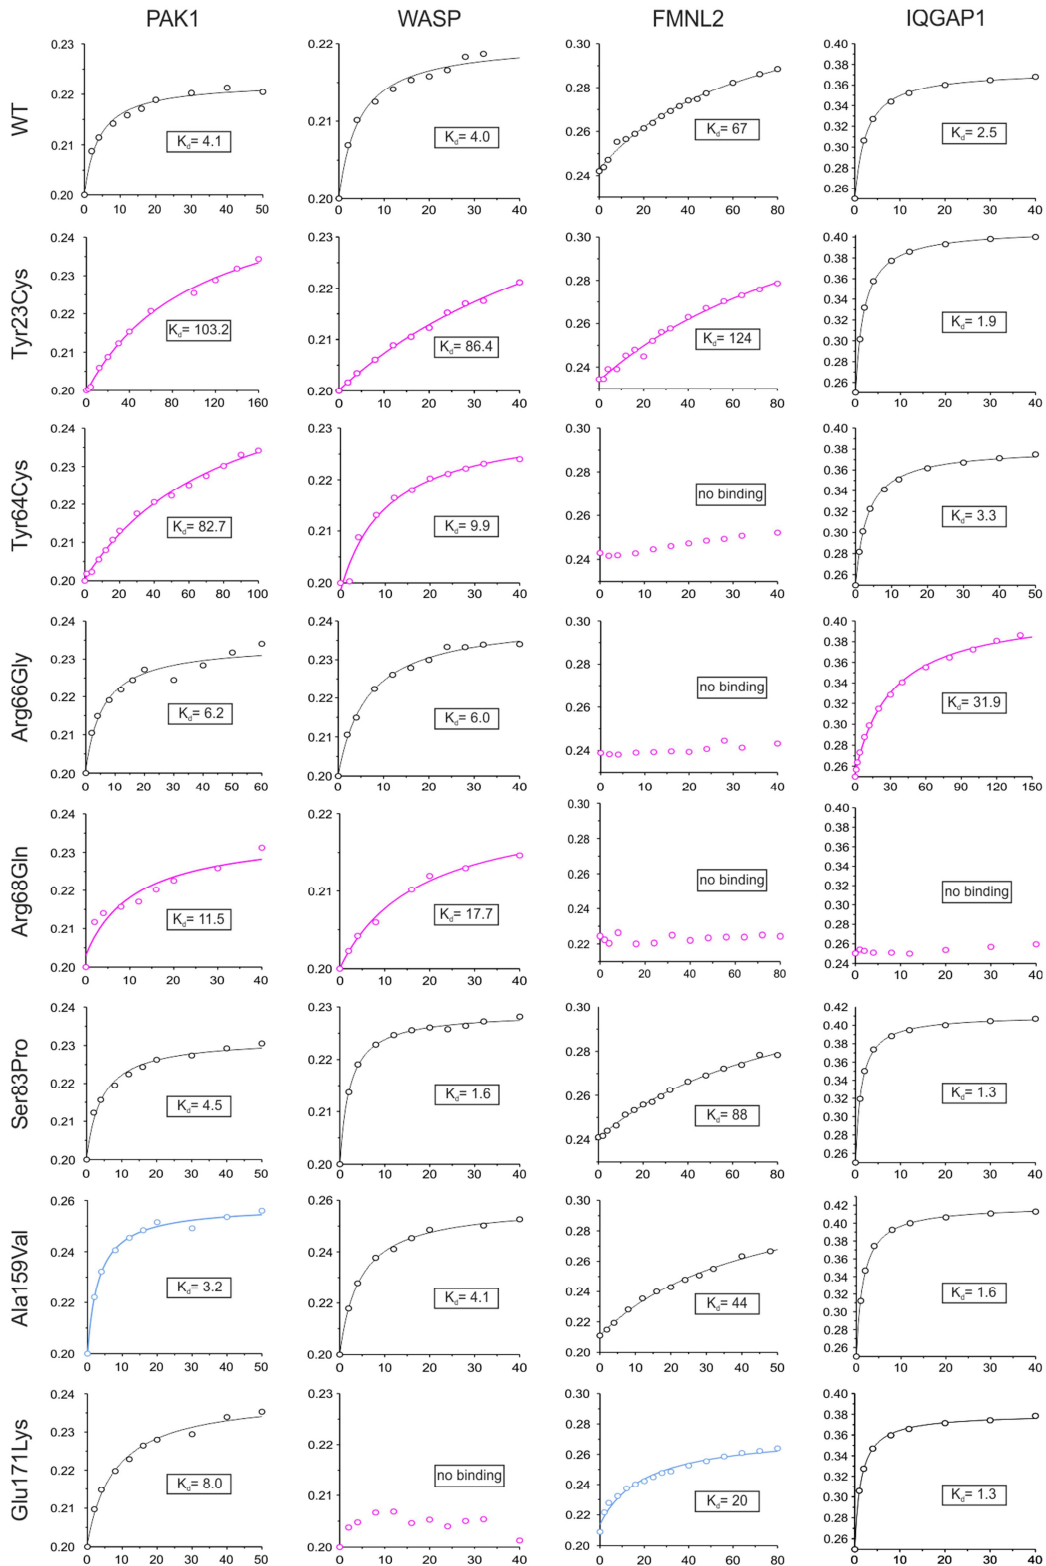 PAK1 WASP FMNL2 IQGAP1
WT
0.23
0.22
0.21
0.20
Kd= 4.1
0 10 20 30 40 50
0.22
0.21
0.20
Kd= 4.0
0 10 20 30 40
0.30
0.28
0.26
0.24
Kd= 67
0 20 40 60 80
0.40
0.38
0.36
0.34
0.32
0.30
0.28
0.26
Kd= 2.5
0 10 20 30 40 50
Tyr23Cys
0.24
0.23
0.22
0.21
0.20
Kd= 103.2
0 40 80 120 160
0.23
0.22
0.21
0.20
Kd= 86.4
0 10 20 30 40
0.30
0.28
0.26
0.24
Kd= 124
0 20 40 60 80
0.40
0.38
0.36
0.34
0.32
0.30
0.28
0.26
Kd= 1.9
0 10 20 30 40
Tyr64Cys
0.24
0.23
0.22
0.21
0.20
Kd= 82.7
0 20 40 60 80 100
0.23
0.22
0.21
0.20
Kd= 9.9
0 10 20 30 40
0.30
0.28
0.26
0.24
no binding
0 10 20 30 40
0.40
0.38
0.36
0.34
0.32
0.30
0.28
0.26
Kd= 3.3
0 10 20 30 40 50
Arg66Gly
0.24
0.23
0.22
0.21
0.20
Kd= 6.2
0 10 20 30 40 50 60
0.24
0.23
0.22
0.21
0.20
Kd= 6.0
0 10 20 30 40
0.30
0.28
0.26
0.24
no binding
0 10 20 30 40
0.40
0.38
0.36
0.34
0.32
0.30
0.28
0.26
Kd= 31.9
0 30 60 90 120 150
Arg68Gln
0.24
0.23
0.22
0.21
0.20
Kd= 11.5
0 10 20 30 40
0.22
0.21
0.20
Kd= 17.7
0 10 20 30 40
0.30
0.28
0.26
0.24
0.22
no binding
0 20 40 60 80
0.40
0.38
0.36
0.34
0.32
0.30
0.28
0.26
0.24
no binding
0 10 20 30 40
Ser83Pro
0.24
0.23
0.22
0.21
0.20
Kd= 4.5
0 10 20 30 40 50
0.23
0.22
0.21
0.20
Kd= 1.6
0 10 20 30 40
0.30
0.28
0.26
0.24
Kd= 88
0 20 40 60 80
0.42
0.40
0.38
0.36
0.34
0.32
0.30
0.28
0.26
Kd= 1.3
0 10 20 30 40
Ala159Val
0.26
0.24
0.22
0.20
Kd= 3.2
0 10 20 30 40 50
0.26
0.24
0.22
0.20
Kd= 4.1
0 10 20 30 40
0.30
0.28
0.26
0.24
0.22
0.20
Kd= 44
0 10 20 30 40 50
0.42
0.40
0.38
0.36
0.34
0.32
0.30
0.28
0.26
Kd= 1.6
0 10 20 30 40
Glu171Lys
0.24
0.23
0.22
0.21
0.20
Kd= 8.0
0 10 20 30 40 50
0.23
0.22
0.21
0.20
no binding
0 10 20 30 40
0.30
0.28
0.26
0.24
0.22
0.20
Kd= 20
0 20 40 60 80
0.40
0.38
0.36
0.34
0.32
0.30
0.28
0.26
Kd= 1.3
0 10 20 30 40